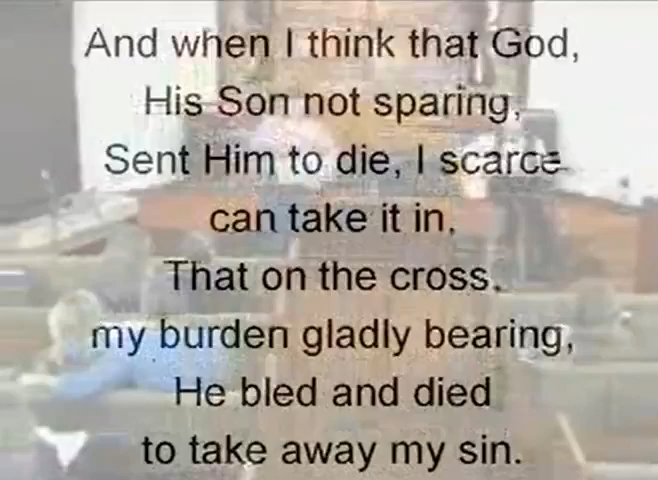 And when I think that God,
His Son not sparing,
Sent Him to die, I scarce
can take it in,
That on the cross,
my burden gladly bearing,
He bled and died
to take away my sin.